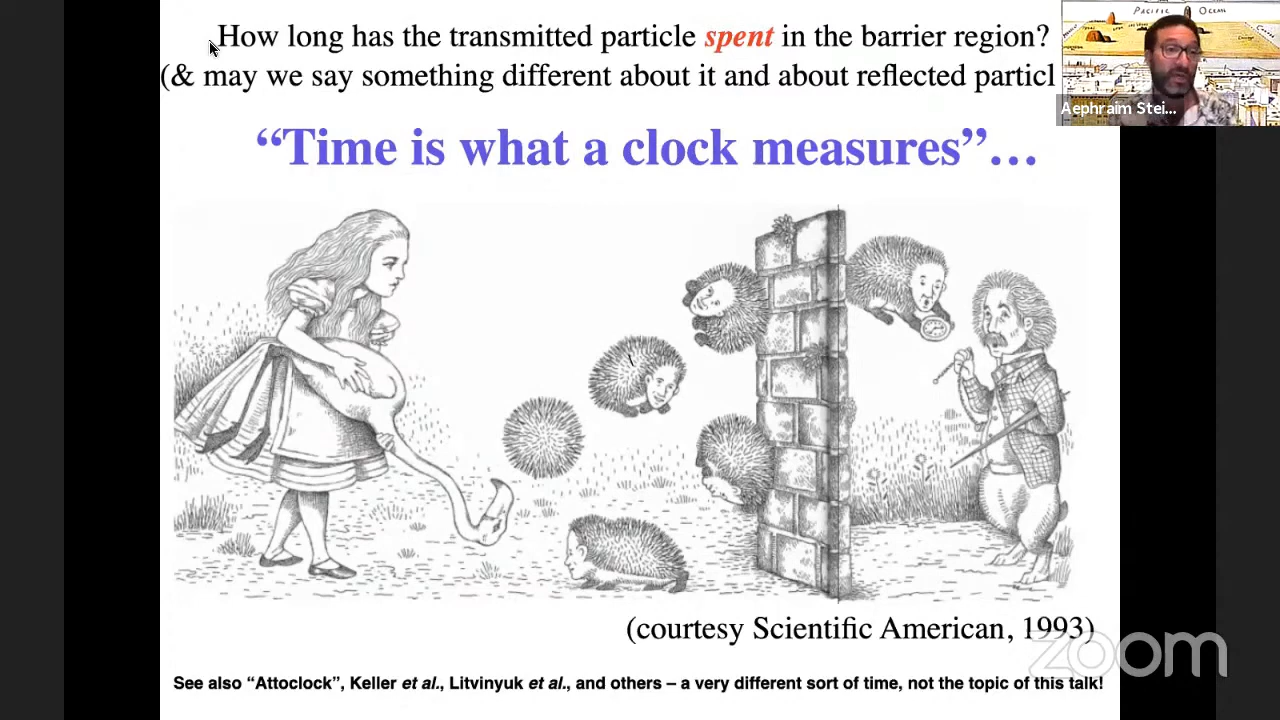 How long has the transmitted particle spent in the barrier region?
(& may we say something different about it and about reflected particl
PACIFIC OCEAN
Aephraim Stei...
“Time is what a clock measures”...
(courtesy Scientific American, 1993)
zoom
See also “Attoclock”, Keller et al., Litvinyuk et al., and others – a very different sort of time, not the topic of this talk!